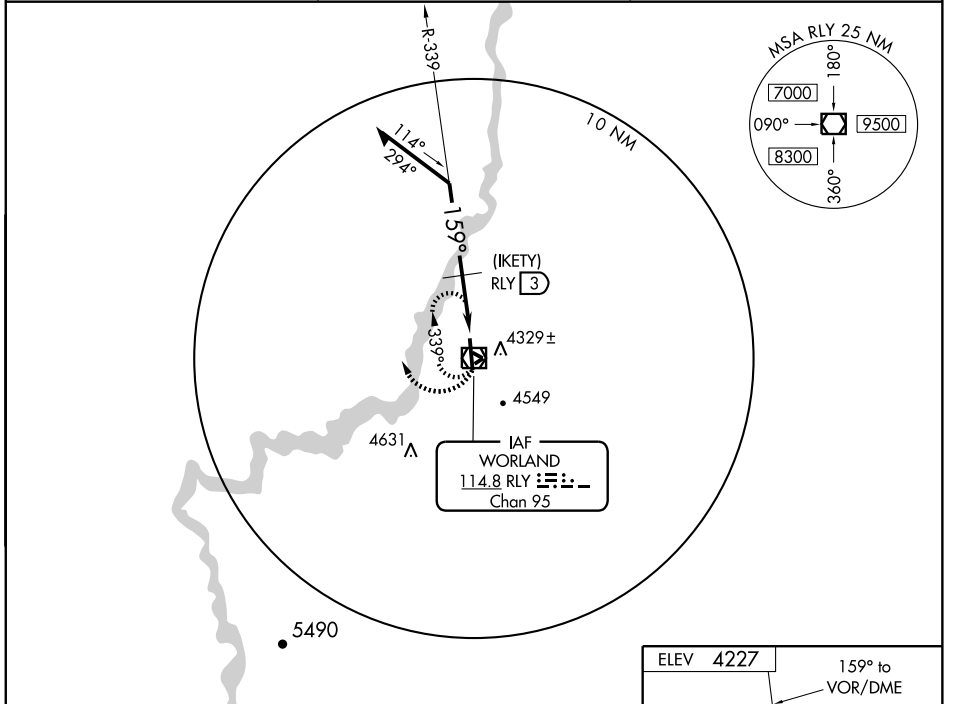 R-339
MSA RLY 25 NM
180°
7000
090°
9500
8300
360°
10 NM
114°
294°
159°
(IKETY)
RLY 3
339°
4329±
4549
4631
IAF
WORLAND
114.8 RLY
Chan 95
5490
ELEV 4227
159° to
VOR/DME